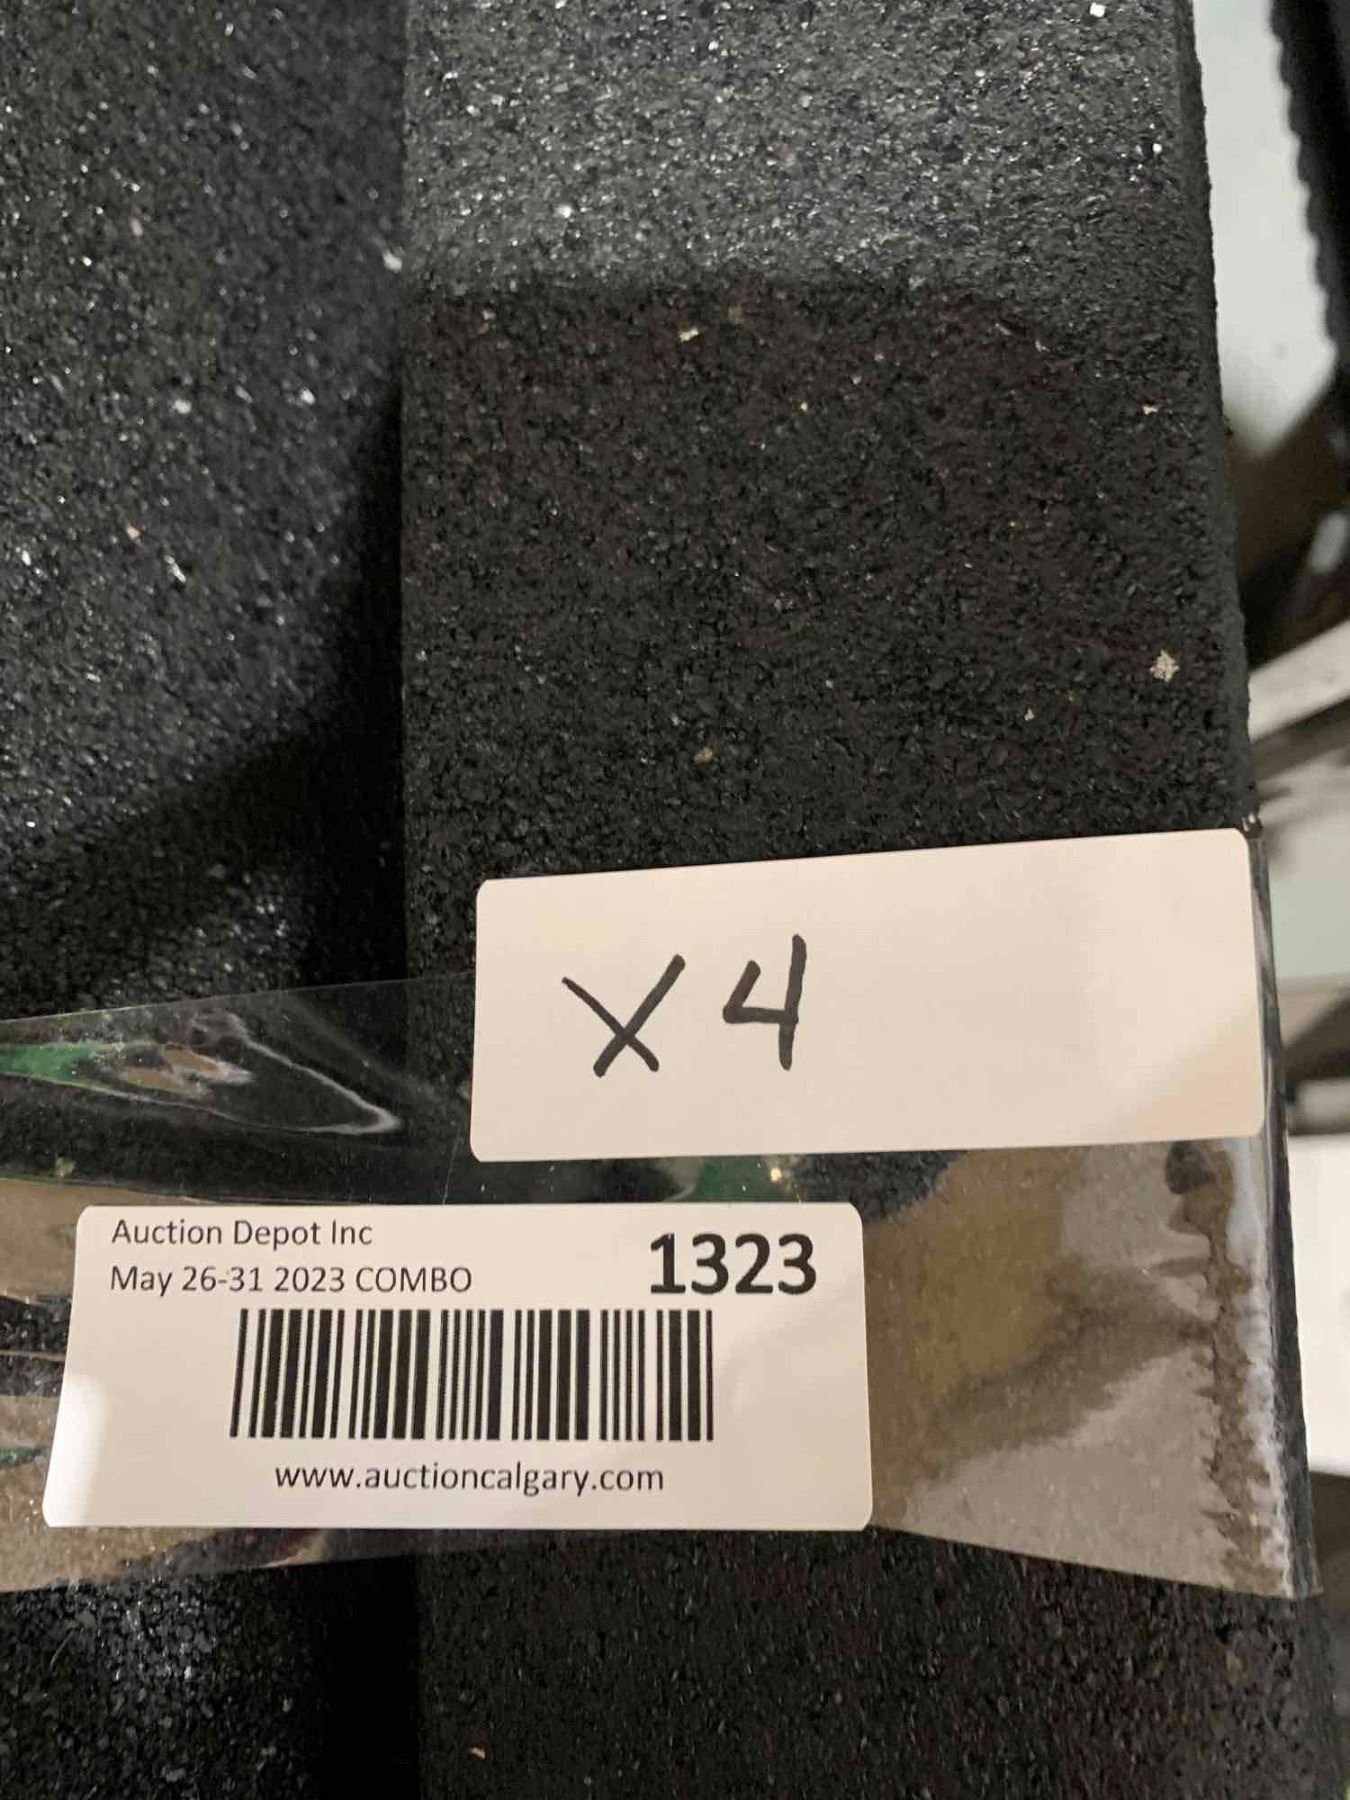 X4
Auction Depot Inc
May 26-31 2023 COMBO
1323
www.auctioncalgary.com